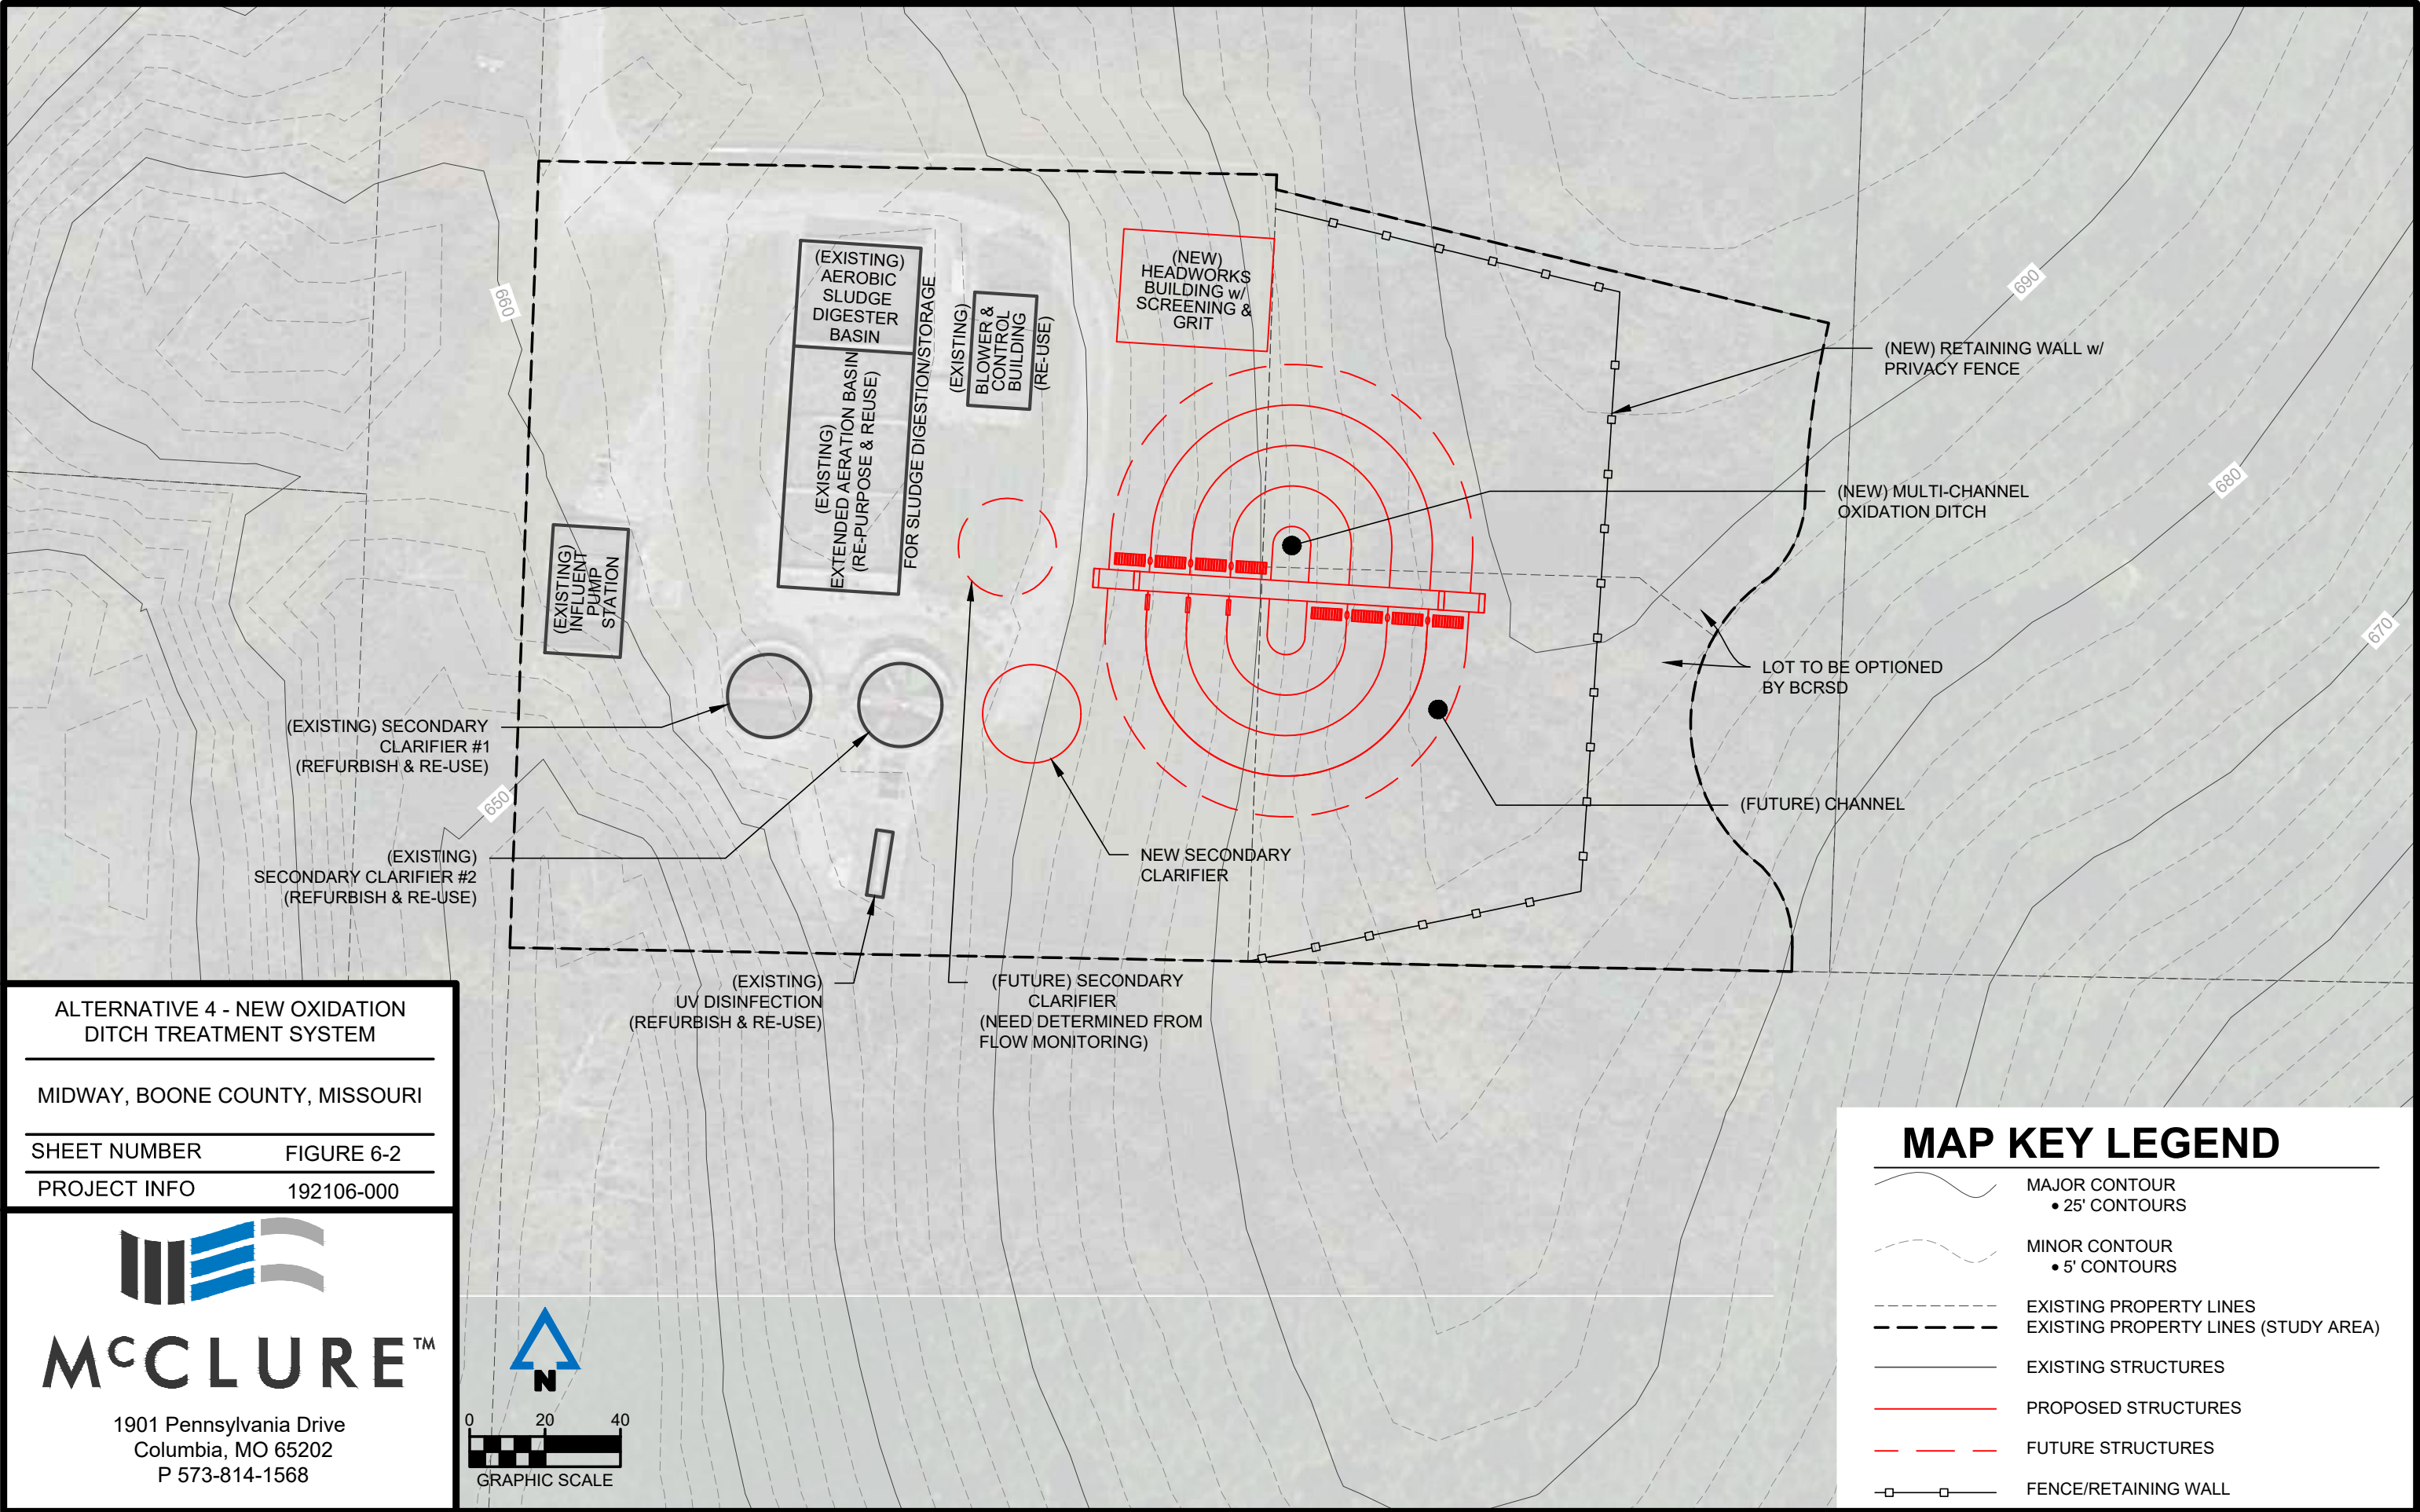 (EXISTING)
AEROBIC
SLUDGE
DIGESTER
BASIN
(EXISTING)
EXTENDED AERATION BASIN
(RE-PURPOSE & REUSE)
FOR SLUDGE DIGESTION/STORAGE
(EXISTING)
BLOWER &
CONTROL
BUILDING
(RE-USE)
(NEW)
HEADWORKS
BUILDING w/
SCREENING &
GRIT
660
690
(NEW) RETAINING WALL w/
PRIVACY FENCE
680
(NEW) MULTI-CHANNEL
OXIDATION DITCH
(EXISTING)
INFLUENT
PUMP
STATION
670
LOT TO BE OPTIONED
BY BCRSD
(EXISTING) SECONDARY
CLARIFIER #1
(REFURBISH & RE-USE)
650
(FUTURE) CHANNEL
(EXISTING)
SECONDARY CLARIFIER #2
(REFURBISH & RE-USE)
NEW SECONDARY
CLARIFIER
(EXISTING)
UV DISINFECTION
(REFURBISH & RE-USE)
(FUTURE) SECONDARY
CLARIFIER
(NEED DETERMINED FROM
FLOW MONITORING)
ALTERNATIVE 4 - NEW OXIDATION
DITCH TREATMENT SYSTEM
MIDWAY, BOONE COUNTY, MISSOURI
SHEET NUMBER FIGURE 6-2
PROJECT INFO 192106-000
McCLURE™
1901 Pennsylvania Drive
Columbia, MO 65202
P 573-814-1568
N
0 20 40
GRAPHIC SCALE
MAP KEY LEGEND
MAJOR CONTOUR
• 25' CONTOURS
MINOR CONTOUR
• 5' CONTOURS
EXISTING PROPERTY LINES
EXISTING PROPERTY LINES (STUDY AREA)
EXISTING STRUCTURES
PROPOSED STRUCTURES
FUTURE STRUCTURES
FENCE/RETAINING WALL